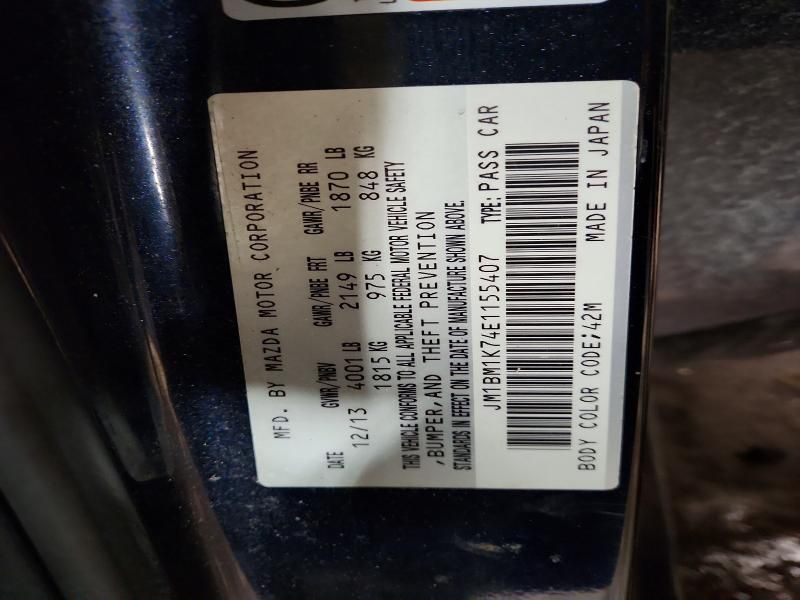 MFD. BY MAZDA MOTOR CORPORATION
DATE GVWR/PNBV GAWR/PNBE FRT GAWR/PNBE RR
12/13 4001 LB 2149 LB 1870 LB
1815 KG 975 KG 848 KG
THIS VEHICLE CONFORMS TO ALL APPLICABLE FEDERAL MOTOR VEHICLE SAFETY
,BUMPER,AND THEFT PREVENTION
STANDARDS IN EFFECT ON THE DATE OF MANUFACTURE SHOWN ABOVE.
JM1BM1K74E1155407 TYPE: PASS CAR
BODY COLOR CODE;42M MADE IN JAPAN